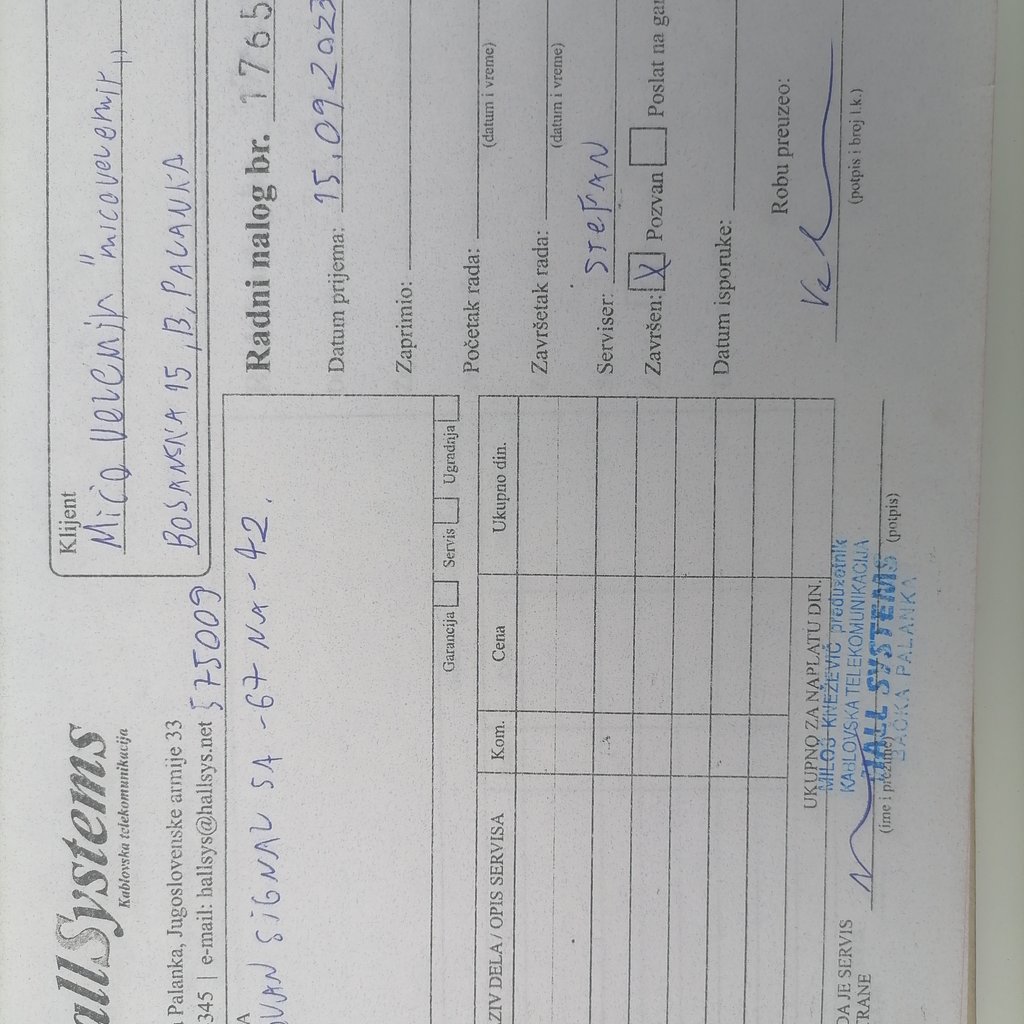 allSystems
Kablovska telekomunikacija
Palanka, Jugoslovenske armije 33
345 | e-mail: hallsys@hallsys.net 575009
Klijent
Mićo Velemir "micovelemir"
BOSANSKA 15, B. PALANKA
A
OVAN SIGNAL SA -67 NA -42.
Garancija Servis Ugradnja
Radni nalog br. 1765
Datum prijema: 15.09.2023
Zaprimio:
Početak rada:
(datum i vreme)
Završetak rada:
(datum i vreme)
Serviser: STEFAN
Završen: X Pozvan Poslat na gar
Datum isporuke:
Robu preuzeo:
(potpis i broj l.k.)
ZIV DELA / OPIS SERVISA Kom. Cena Ukupno din.
UKUPNO ZA NAPLATU DIN.
MILOŠ KNEŽEVIĆ preduzetnik
KABLOVSKA TELEKOMUNIKACIJA
HALL SYSTEMS
BAČKA PALANKA
DA JE SERVIS
TRANE
(ime i prezime) (potpis)